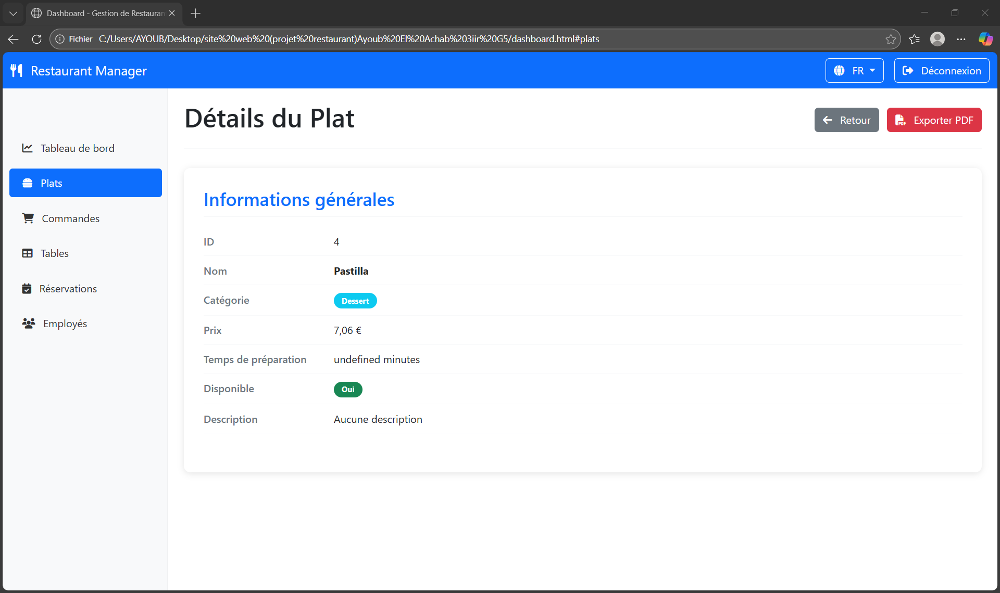 Dashboard - Gestion de Restauran
Fichier C:/Users/AYOUB/Desktop/site%20web%20(projet%20restaurant)Ayoub%20El%20Achab%203iir%20G5/dashboard.html#plats
Restaurant Manager
FR
Déconnexion
Tableau de bord
Plats
Commandes
Tables
Réservations
Employés
Détails du Plat
Retour
PDF Exporter PDF
Informations générales
ID 4
Nom Pastilla
Catégorie Dessert
Prix 7,06 €
Temps de préparation undefined minutes
Disponible Oui
Description Aucune description